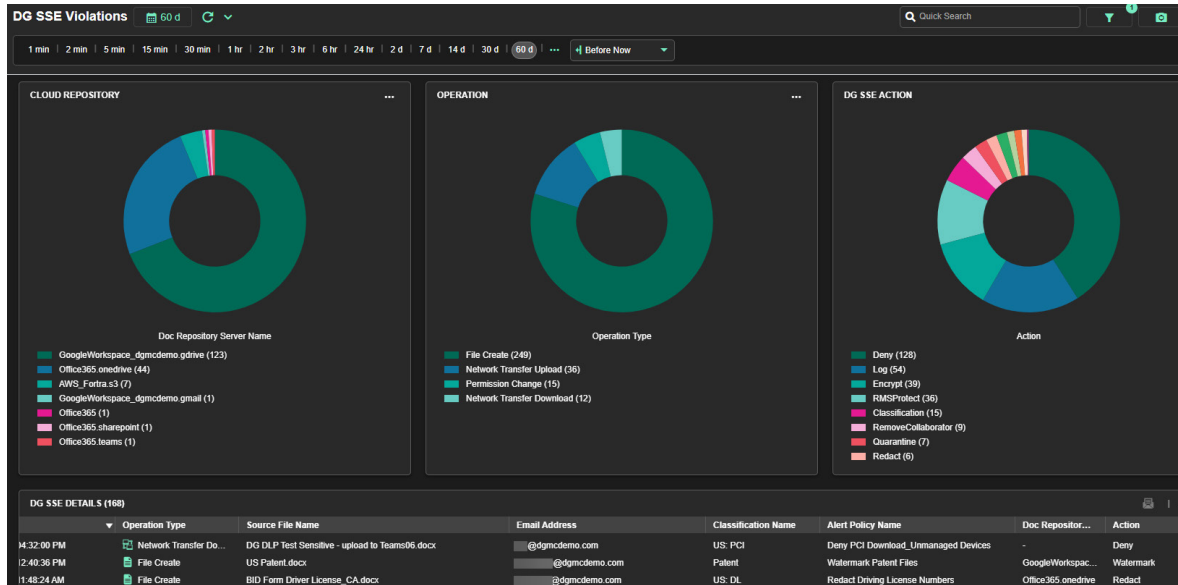 DG SSE Violations 60 d
Quick Search
1
1 min | 2 min | 5 min | 15 min | 30 min | 1 hr | 2 hr | 3 hr | 6 hr | 24 hr | 2 d | 7 d | 14 d | 30 d | 60 d | ••• Before Now
CLOUD REPOSITORY ...
Doc Repository Server Name
GoogleWorkspace_dgmcdemo.gdrive (123)
Office365.onedrive (44)
AWS_Fortra.s3 (7)
GoogleWorkspace_dgmcdemo.gmail (1)
Office365 (1)
Office365.sharepoint (1)
Office365.teams (1)
OPERATION ...
Operation Type
File Create (249)
Network Transfer Upload (36)
Permission Change (15)
Network Transfer Download (12)
DG SSE ACTION
Action
Deny (128)
Log (54)
Encrypt (39)
RMSProtect (36)
Classification (15)
RemoveCollaborator (9)
Quarantine (7)
Redact (6)
DG SSE DETAILS (168)
Operation Type Source File Name Email Address Classification Name Alert Policy Name Doc Repositor... Action
4:32:00 PM Network Transfer Do... DG DLP Test Sensitive - upload to Teams06.docx @dgmcdemo.com US: PCI Deny PCI Download_Unmanaged Devices - Deny
2:40:36 PM File Create US Patent.docx @dgmcdemo.com Patent Watermark Patent Files GoogleWorkspac... Watermark
1:48:24 AM File Create BID Form Driver License_CA.docx @dgmcdemo.com US: DL Redact Driving License Numbers Office365.onedrive Redact